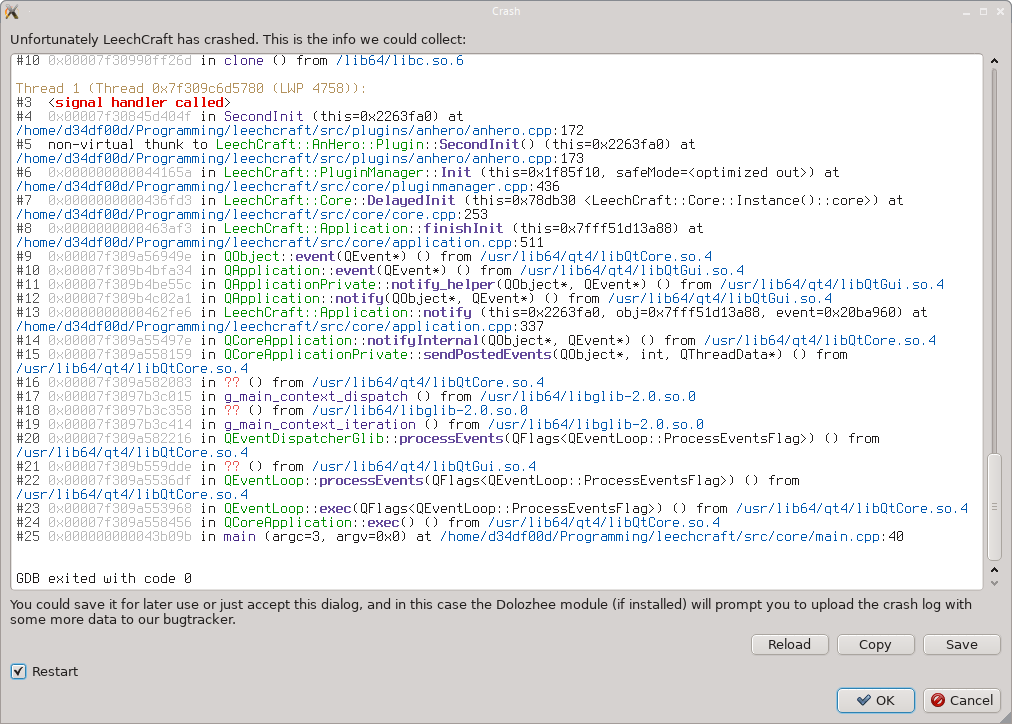 Crash
Unfortunately LeechCraft has crashed. This is the info we could collect:
#10 0x00007f30990ff26d in clone () from /lib64/libc.so.6
Thread 1 (Thread 0x7f309c6d5780 (LWP 4758)):
#3 <signal handler called>
#4 0x00007f30845d404f in SecondInit (this=0x2263fa0) at
/home/d34df00d/Programming/leechcraft/src/plugins/anhero/anhero.cpp:172
#5 non-virtual thunk to LeechCraft::AnHero::Plugin::SecondInit() (this=0x2263fa0) at
/home/d34df00d/Programming/leechcraft/src/plugins/anhero/anhero.cpp:173
#6 0x000000000044165a in LeechCraft::PluginManager::Init (this=0x1f85f10, safeMode=<optimized out>) at
/home/d34df00d/Programming/leechcraft/src/core/pluginmanager.cpp:436
#7 0x0000000000436fd3 in LeechCraft::Core::DelayedInit (this=0x78db30 <LeechCraft::Core::Instance()::core>) at
/home/d34df00d/Programming/leechcraft/src/core/core.cpp:253
#8 0x0000000000463af3 in LeechCraft::Application::finishInit (this=0x7fff51d13a88) at
/home/d34df00d/Programming/leechcraft/src/core/application.cpp:511
#9 0x00007f309a56949e in QObject::event(QEvent*) () from /usr/lib64/qt4/libQtCore.so.4
#10 0x00007f309b4bfa34 in QApplication::event(QEvent*) () from /usr/lib64/qt4/libQtGui.so.4
#11 0x00007f309b4be55c in QApplicationPrivate::notify_helper(QObject*, QEvent*) () from /usr/lib64/qt4/libQtGui.so.4
#12 0x00007f309b4c02a1 in QApplication::notify(QObject*, QEvent*) () from /usr/lib64/qt4/libQtGui.so.4
#13 0x0000000000462fe6 in LeechCraft::Application::notify (this=0x2263fa0, obj=0x7fff51d13a88, event=0x20ba960) at
/home/d34df00d/Programming/leechcraft/src/core/application.cpp:337
#14 0x00007f309a55497e in QCoreApplication::notifyInternal(QObject*, QEvent*) () from /usr/lib64/qt4/libQtCore.so.4
#15 0x00007f309a558159 in QCoreApplicationPrivate::sendPostedEvents(QObject*, int, QThreadData*) () from
/usr/lib64/qt4/libQtCore.so.4
#16 0x00007f309a582083 in ?? () from /usr/lib64/qt4/libQtCore.so.4
#17 0x00007f3097b3c015 in g_main_context_dispatch () from /usr/lib64/libglib-2.0.so.0
#18 0x00007f3097b3c358 in ?? () from /usr/lib64/libglib-2.0.so.0
#19 0x00007f3097b3c414 in g_main_context_iteration () from /usr/lib64/libglib-2.0.so.0
#20 0x00007f309a582216 in QEventDispatcherGlib::processEvents(QFlags<QEventLoop::ProcessEventsFlag>) () from
/usr/lib64/qt4/libQtCore.so.4
#21 0x00007f309b559dde in ?? () from /usr/lib64/qt4/libQtGui.so.4
#22 0x00007f309a5536df in QEventLoop::processEvents(QFlags<QEventLoop::ProcessEventsFlag>) () from
/usr/lib64/qt4/libQtCore.so.4
#23 0x00007f309a553968 in QEventLoop::exec(QFlags<QEventLoop::ProcessEventsFlag>) () from /usr/lib64/qt4/libQtCore.so.4
#24 0x00007f309a558456 in QCoreApplication::exec() () from /usr/lib64/qt4/libQtCore.so.4
#25 0x000000000043b09b in main (argc=3, argv=0x0) at /home/d34df00d/Programming/leechcraft/src/core/main.cpp:40
GDB exited with code 0
You could save it for later use or just accept this dialog, and in this case the Dolozhee module (if installed) will prompt you to upload the crash log with
some more data to our bugtracker.
Reload Copy Save
Restart
OK Cancel